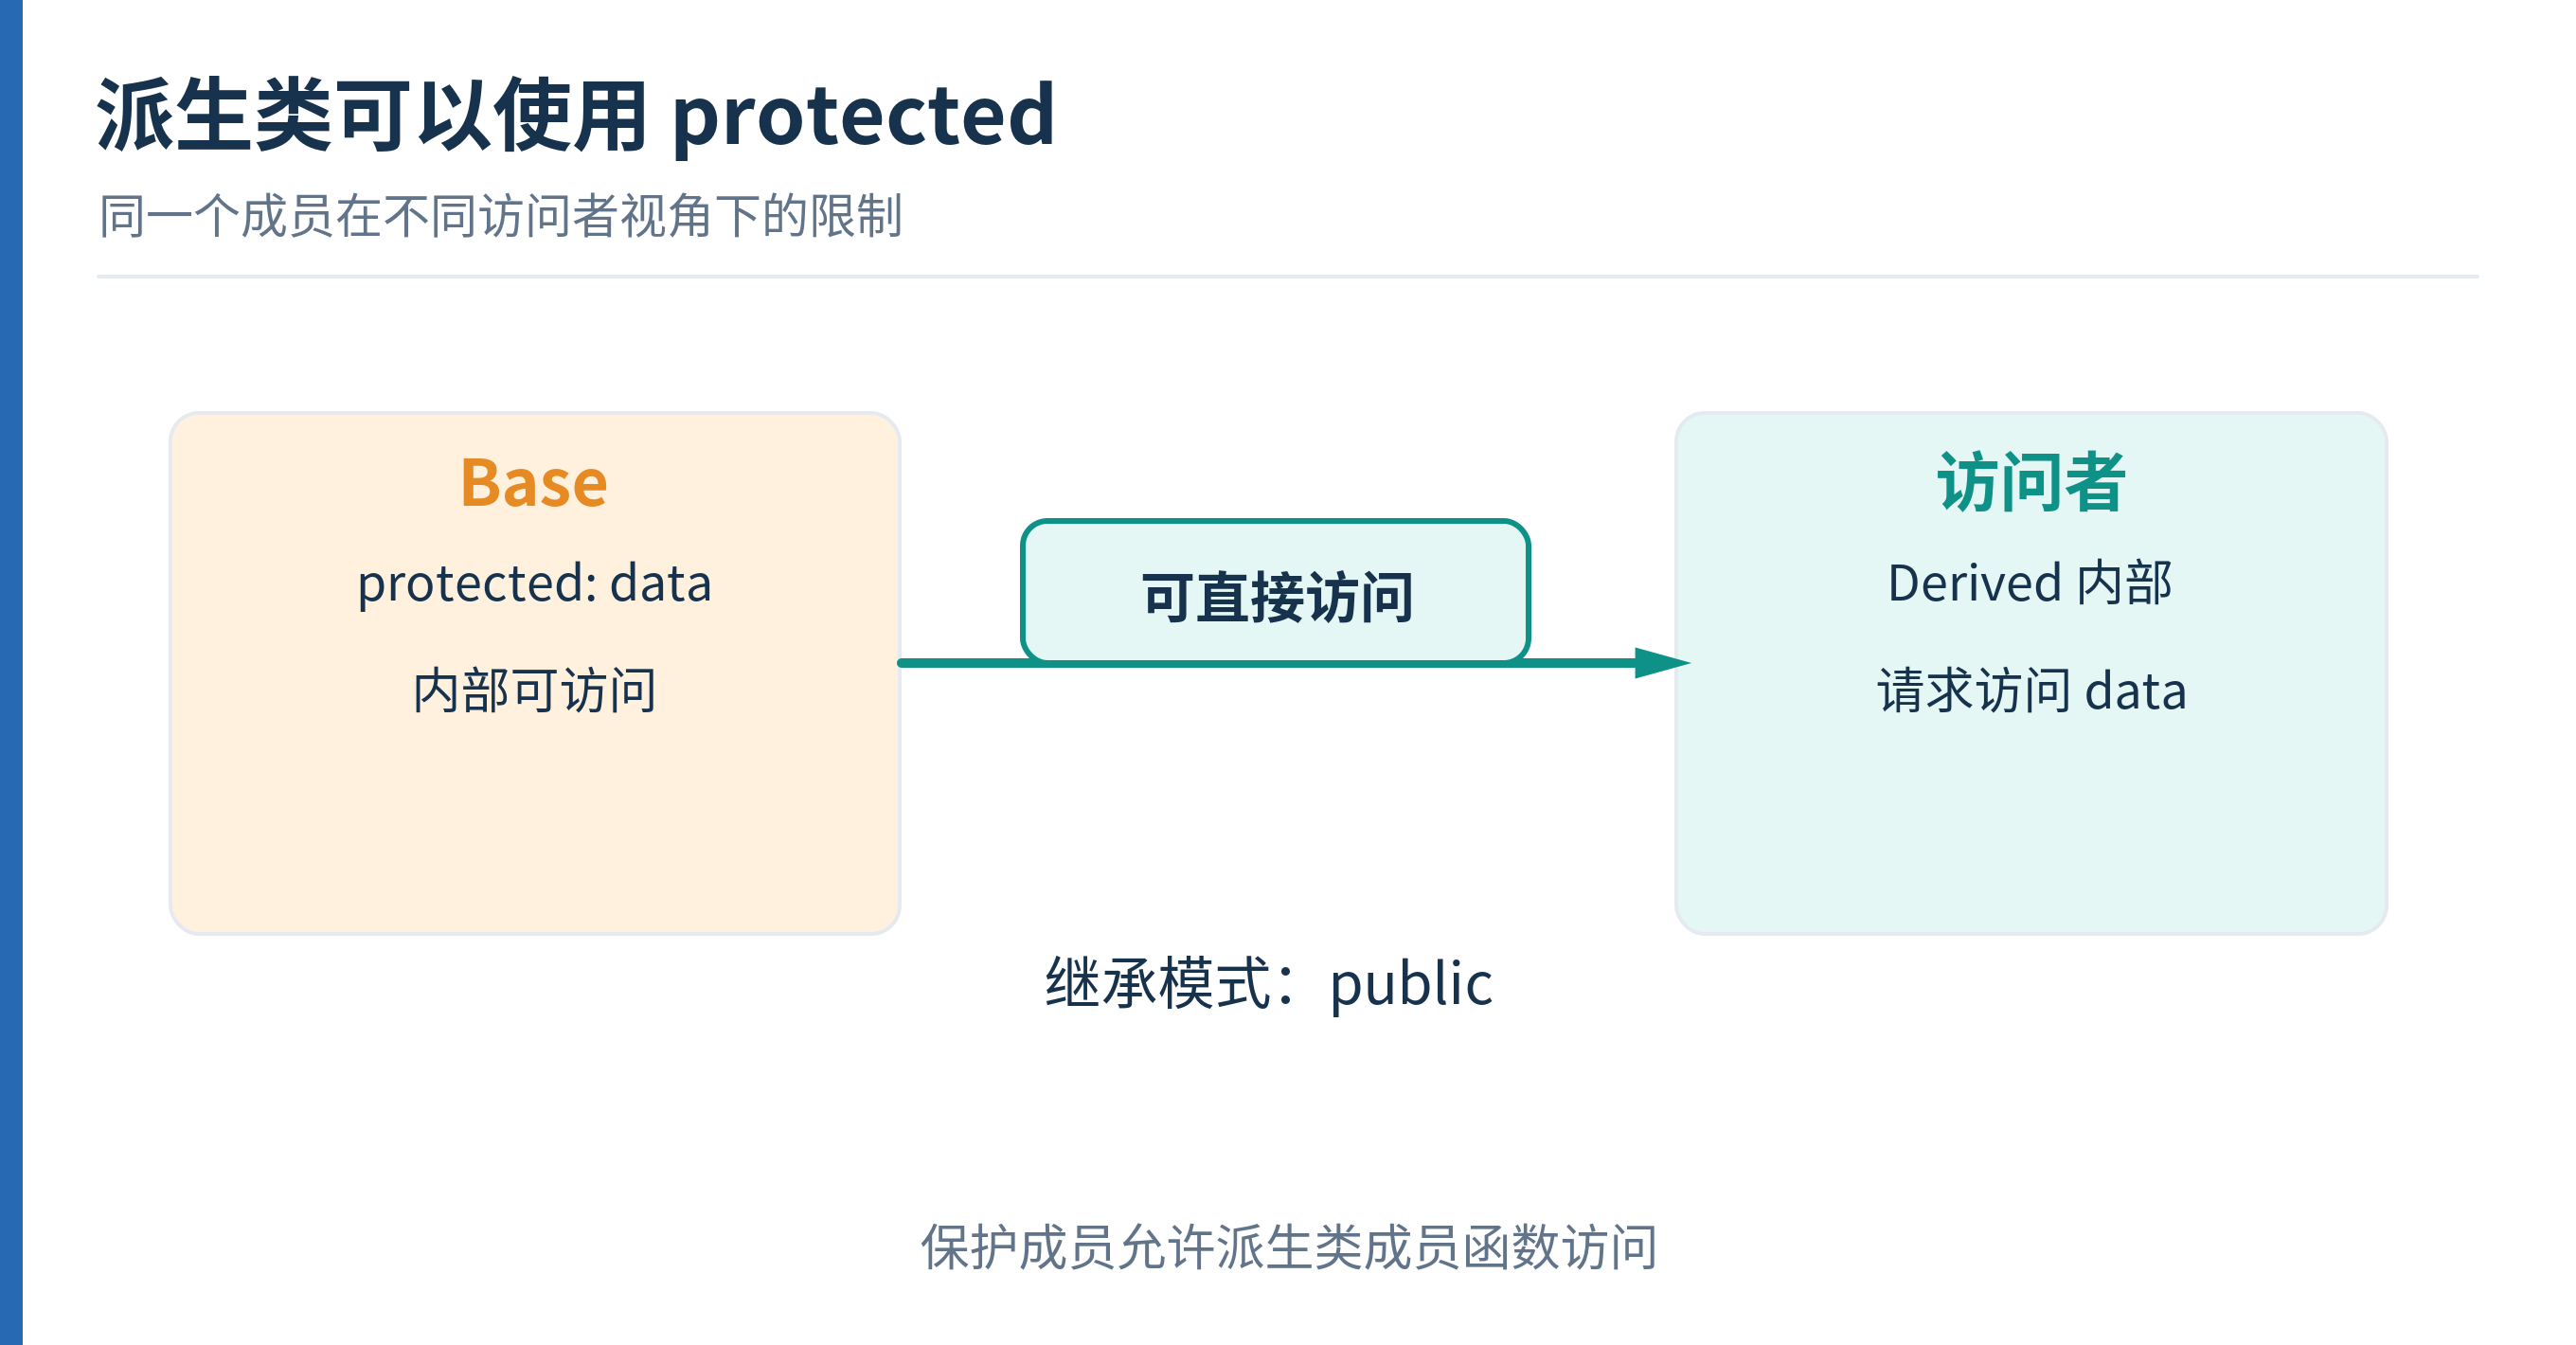 派生类可以使用 protected
同一个成员在不同访问者视角下的限制
Base
protected: data
内部可访问
可直接访问
访问者
Derived 内部
请求访问 data
继承模式：public
保护成员允许派生类成员函数访问